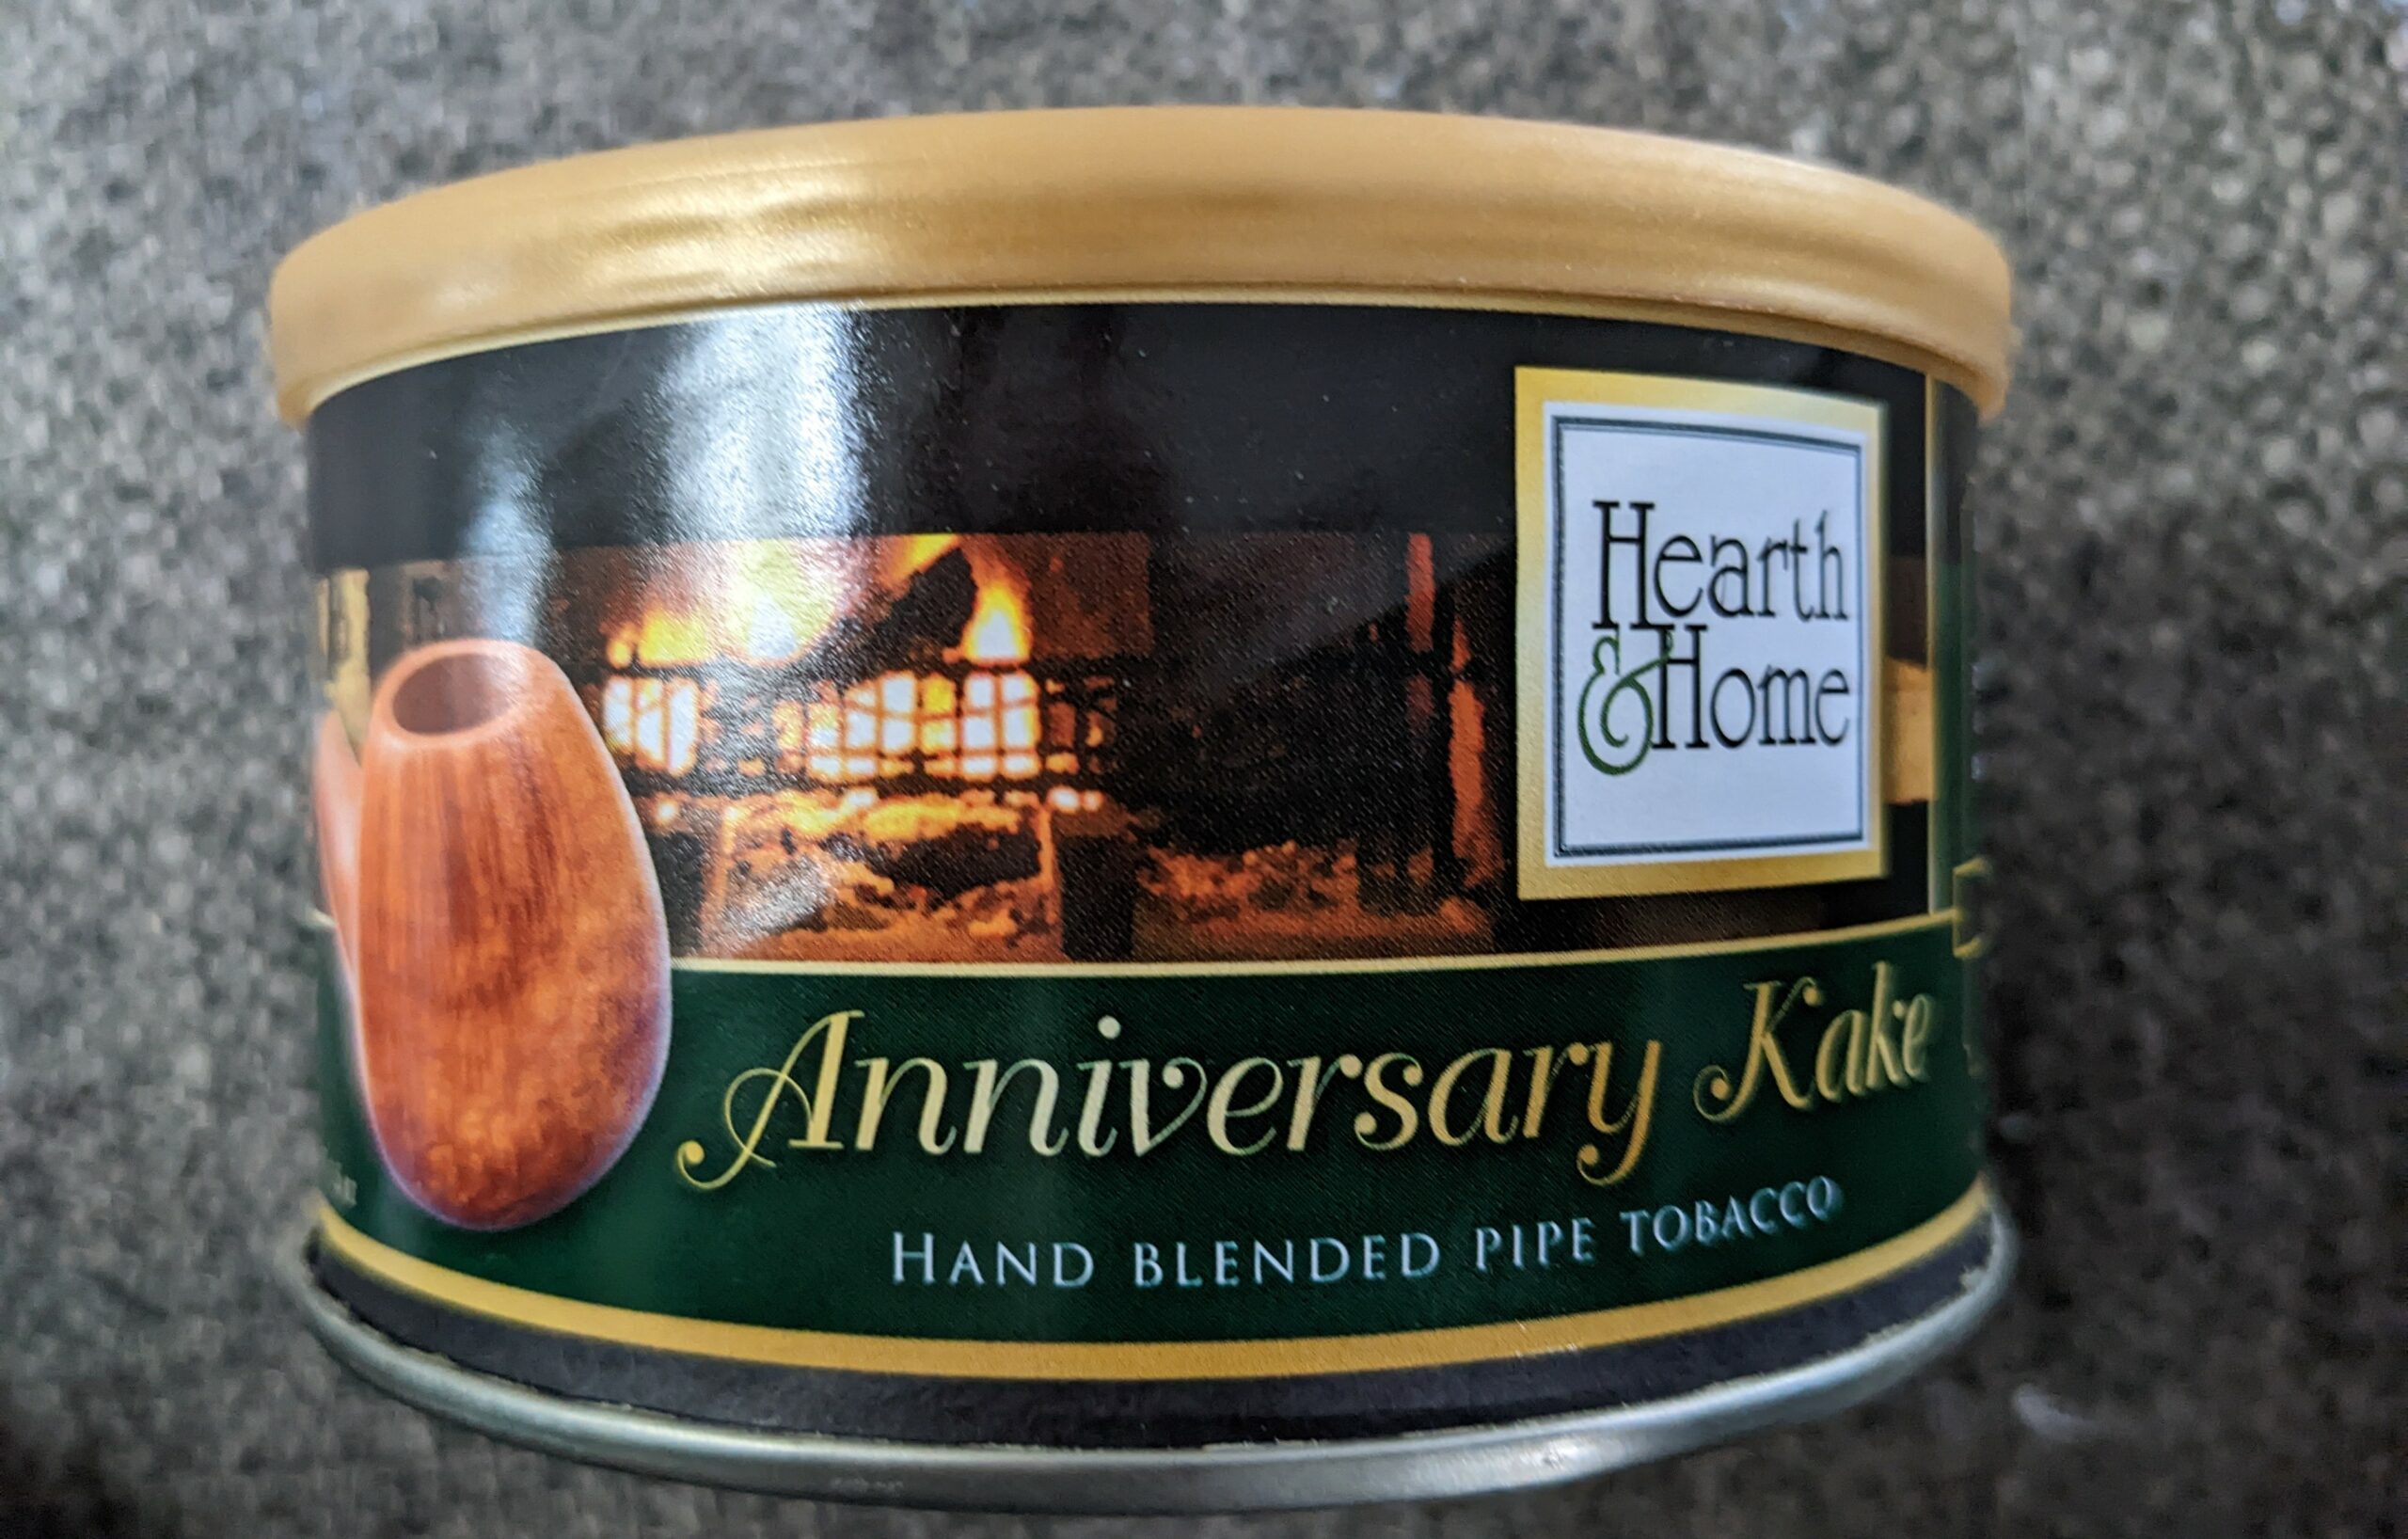 Hearth
& Home
Anniversary Kake
HAND BLENDED PIPE TOBACCO